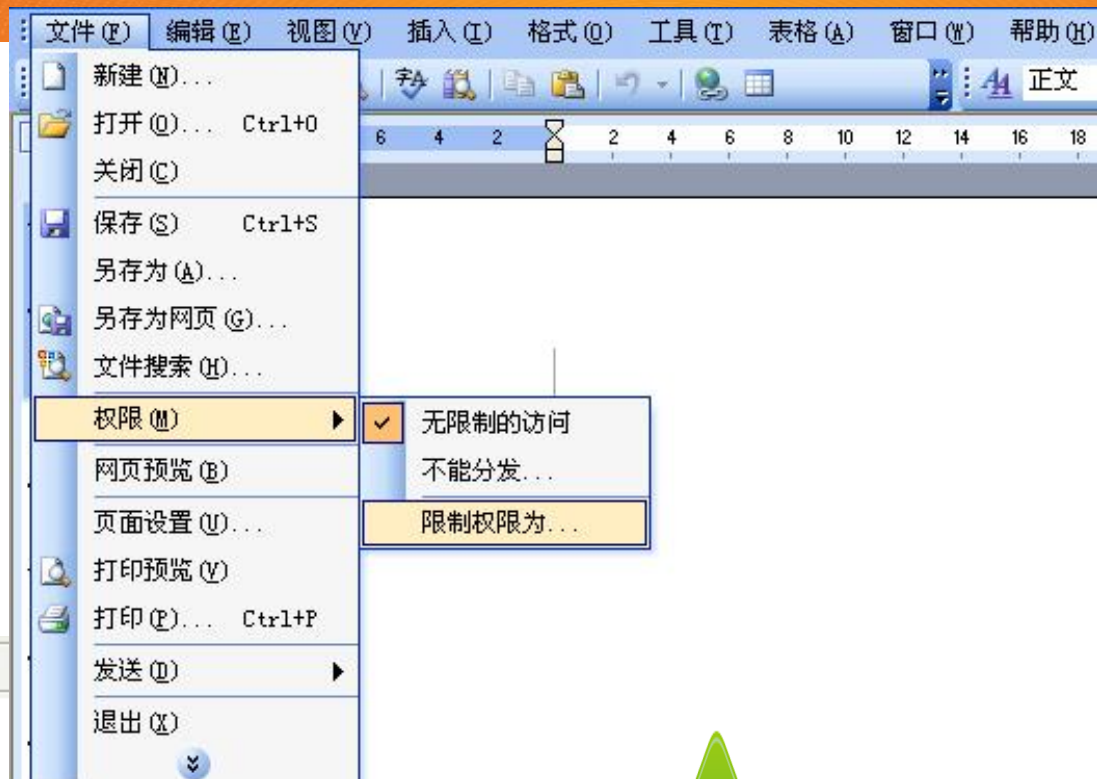 文件(F) 编辑(E) 视图(V) 插入(I) 格式(O) 工具(T) 表格(A) 窗口(W) 帮助(H)
新建(N)...
正文
打开(O)... Ctrl+O
6 4 2 2 4 6 8 10 12 14 16 18
关闭(C)
保存(S) Ctrl+S
另存为(A)...
另存为网页(G)...
文件搜索(H)...
权限(M)
无限制的访问
网页预览(B)
不能分发...
页面设置(U)...
限制权限为...
打印预览(V)
打印(P)... Ctrl+P
发送(D)
退出(X)